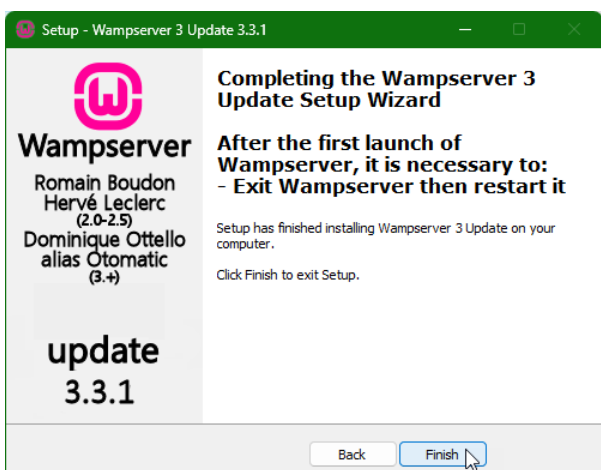 Setup - Wampserver 3 Update 3.3.1
Wampserver
Romain Boudon
Hervé Leclerc
(2.0-2.5)
Dominique Ottello
alias Otomatic
(3.+)
update
3.3.1
Completing the Wampserver 3
Update Setup Wizard
After the first launch of
Wampserver, it is necessary to:
- Exit Wampserver then restart it
Setup has finished installing Wampserver 3 Update on your
computer.
Click Finish to exit Setup.
Back
Finish